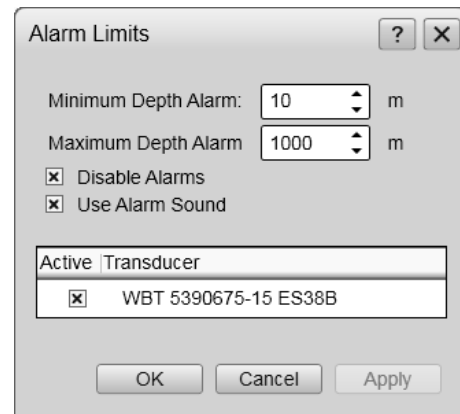 Alarm Limits ?
Minimum Depth Alarm: 10 m
Maximum Depth Alarm 1000 m
Disable Alarms
Use Alarm Sound
Active Transducer
WBT 5390675-15 ES38B
OK Cancel Apply